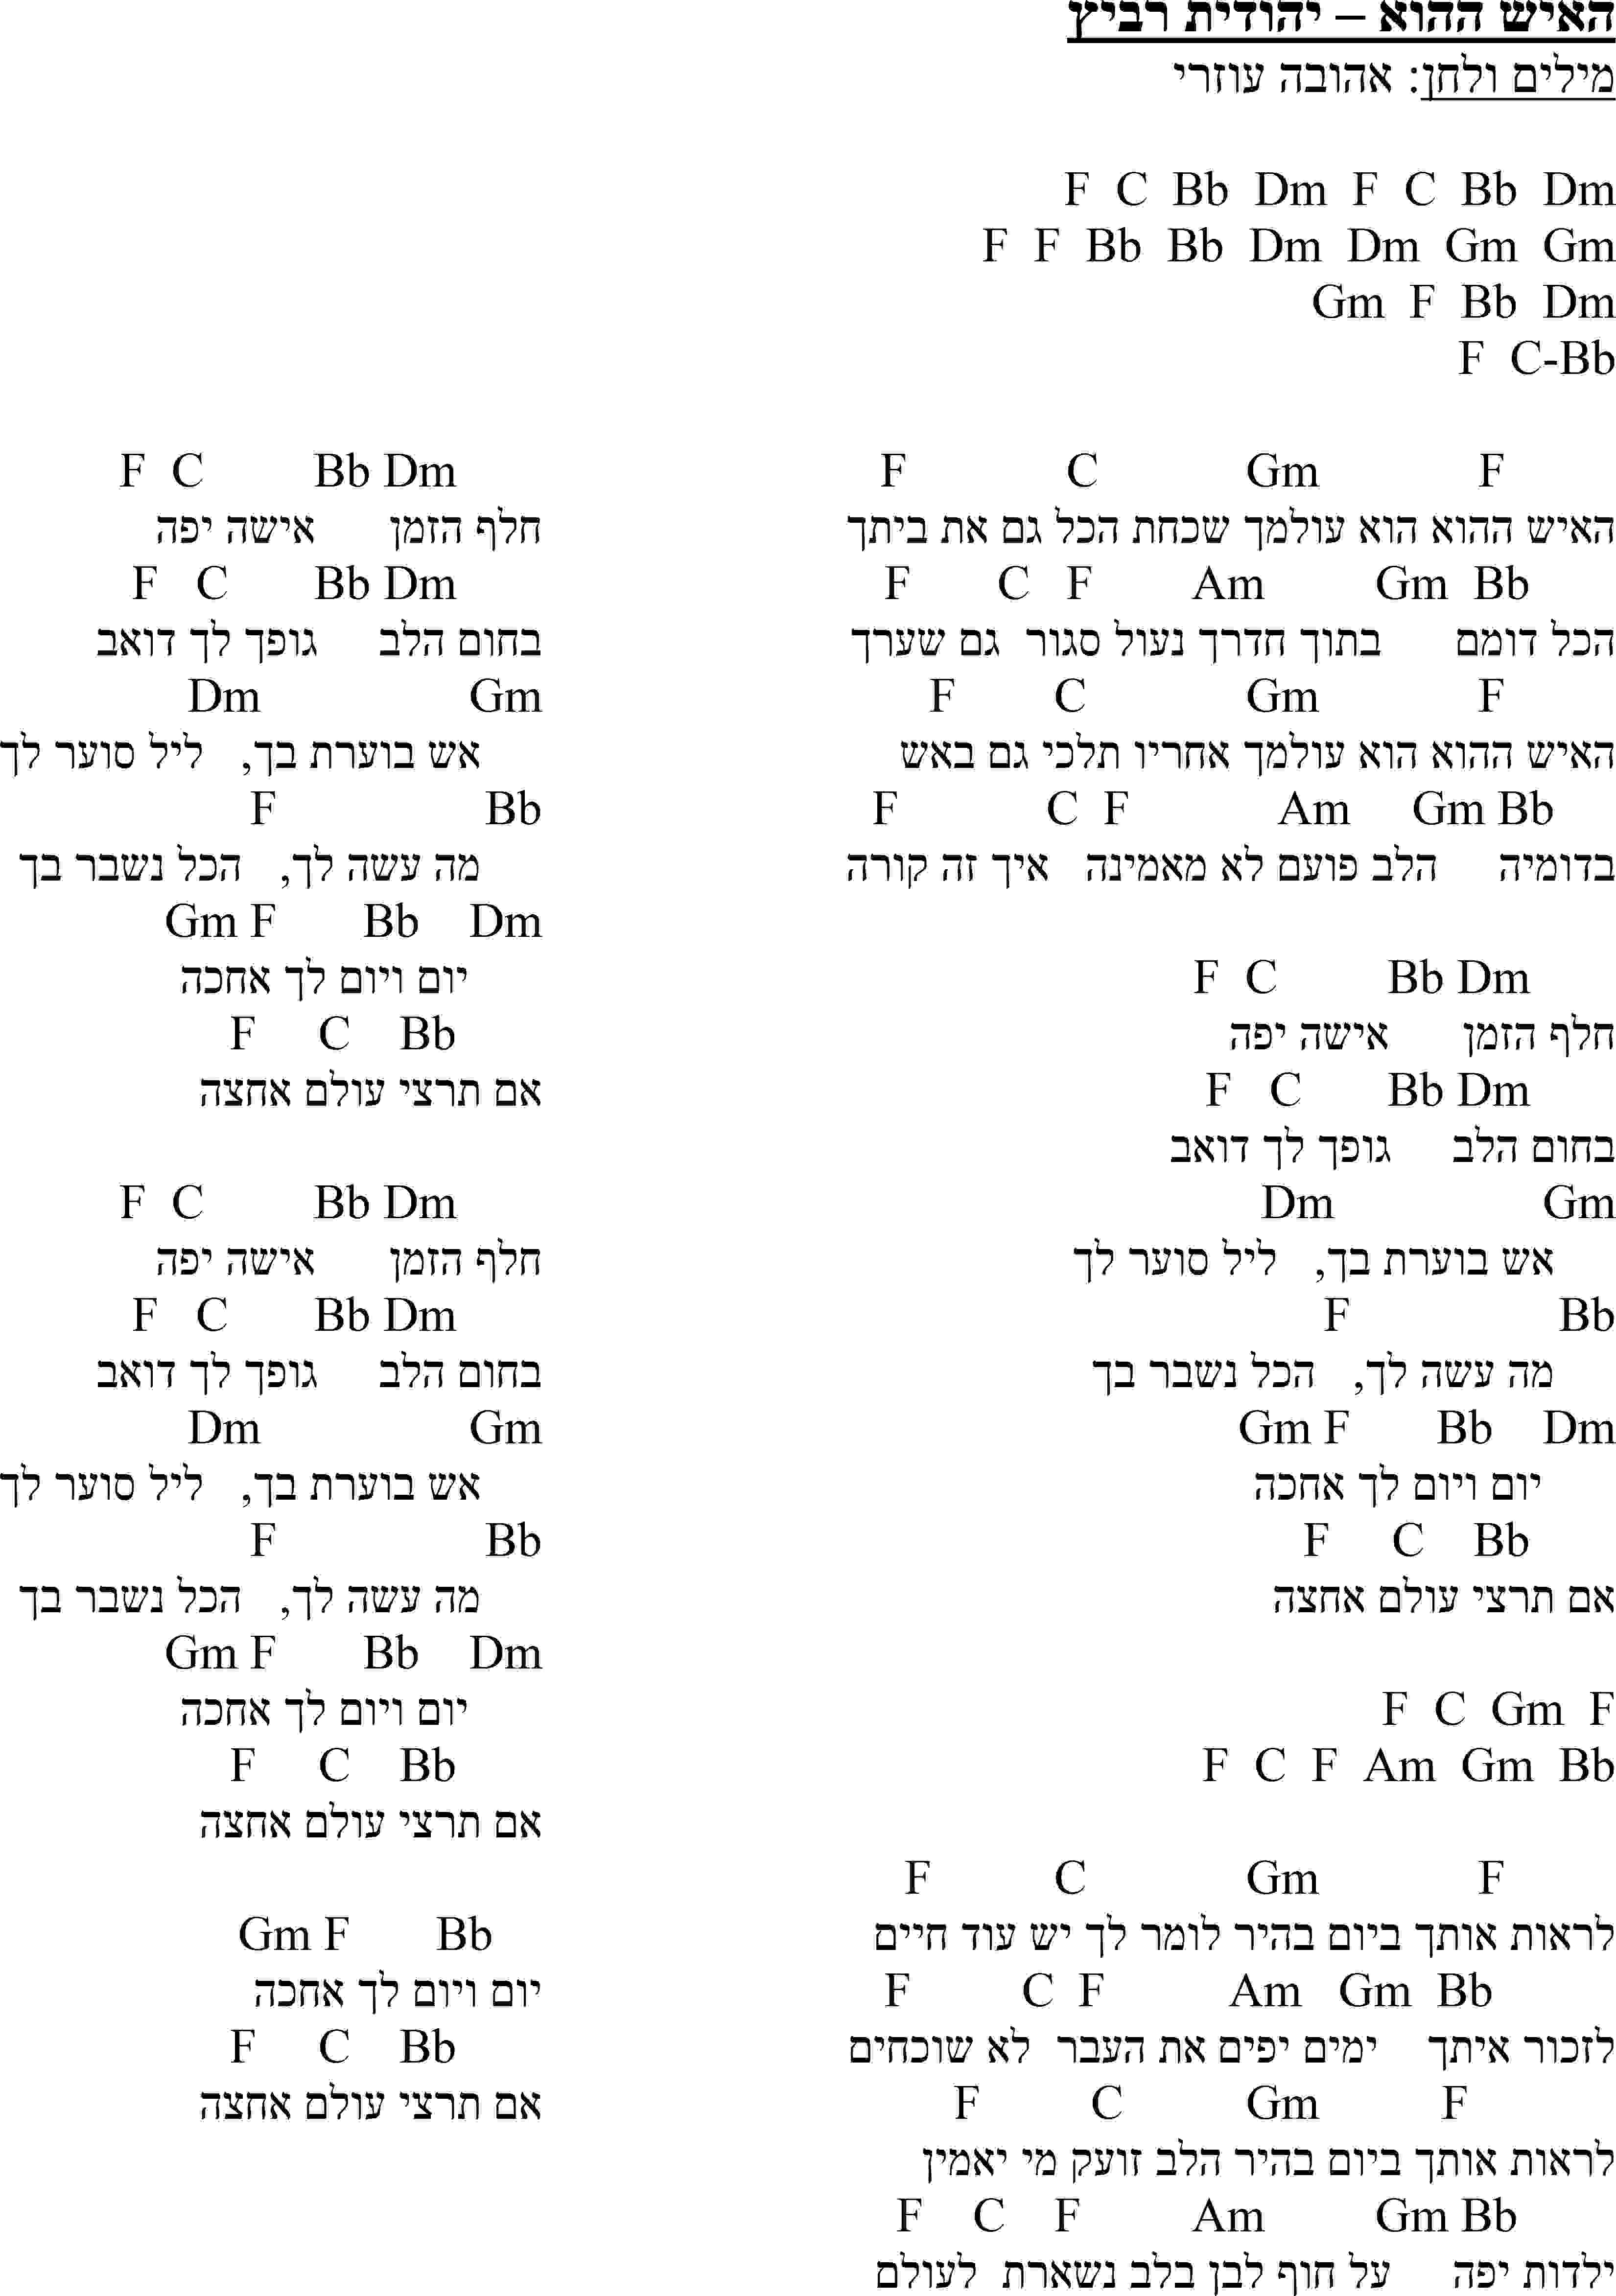 האיש ההוא – יהודית רביץ
מילים ולחן: אהובה עוזרי
F C Bb Dm F C Bb Dm
F F Bb Bb Dm Dm Gm Gm
Gm F Bb Dm
F C-Bb
F C Gm F
האיש ההוא הוא עולמך שכחת הכל גם את ביתך
F C F Am Gm Bb
הכל דומם בתוך חדרך נעול סגור גם שערך
F C Gm F
האיש ההוא הוא עולמך אחריו תלכי גם באש
F C F Am Gm Bb
בדומיה הלב פועם לא מאמינה איך זה קורה
F C Bb Dm
חלף הזמן אישה יפה
F C Bb Dm
בחום הלב גופך לך דואב
Dm Gm
אש בוערת בך, ליל סוער לך
F Bb
מה עשה לך, הכל נשבר בך
Gm F Bb Dm
יום ויום לך אחכה
F C Bb
אם תרצי עולם אחצה
F C Gm F
F C F Am Gm Bb
F C Gm F
לראות אותך ביום בהיר לומר לך יש עוד חיים
F C F Am Gm Bb
לזכור איתך ימים יפים את העבר לא שוכחים
F C Gm F
לראות אותך ביום בהיר הלב זועק מי יאמין
F C F Am Gm Bb
ילדות יפה על חוף לבן בלב נשארת לעולם
F C Bb Dm
חלף הזמן אישה יפה
F C Bb Dm
בחום הלב גופך לך דואב
Dm Gm
אש בוערת בך, ליל סוער לך
F Bb
מה עשה לך, הכל נשבר בך
Gm F Bb Dm
יום ויום לך אחכה
F C Bb
אם תרצי עולם אחצה
F C Bb Dm
חלף הזמן אישה יפה
F C Bb Dm
בחום הלב גופך לך דואב
Dm Gm
אש בוערת בך, ליל סוער לך
F Bb
מה עשה לך, הכל נשבר בך
Gm F Bb Dm
יום ויום לך אחכה
F C Bb
אם תרצי עולם אחצה
Gm F Bb
יום ויום לך אחכה
F C Bb
אם תרצי עולם אחצה